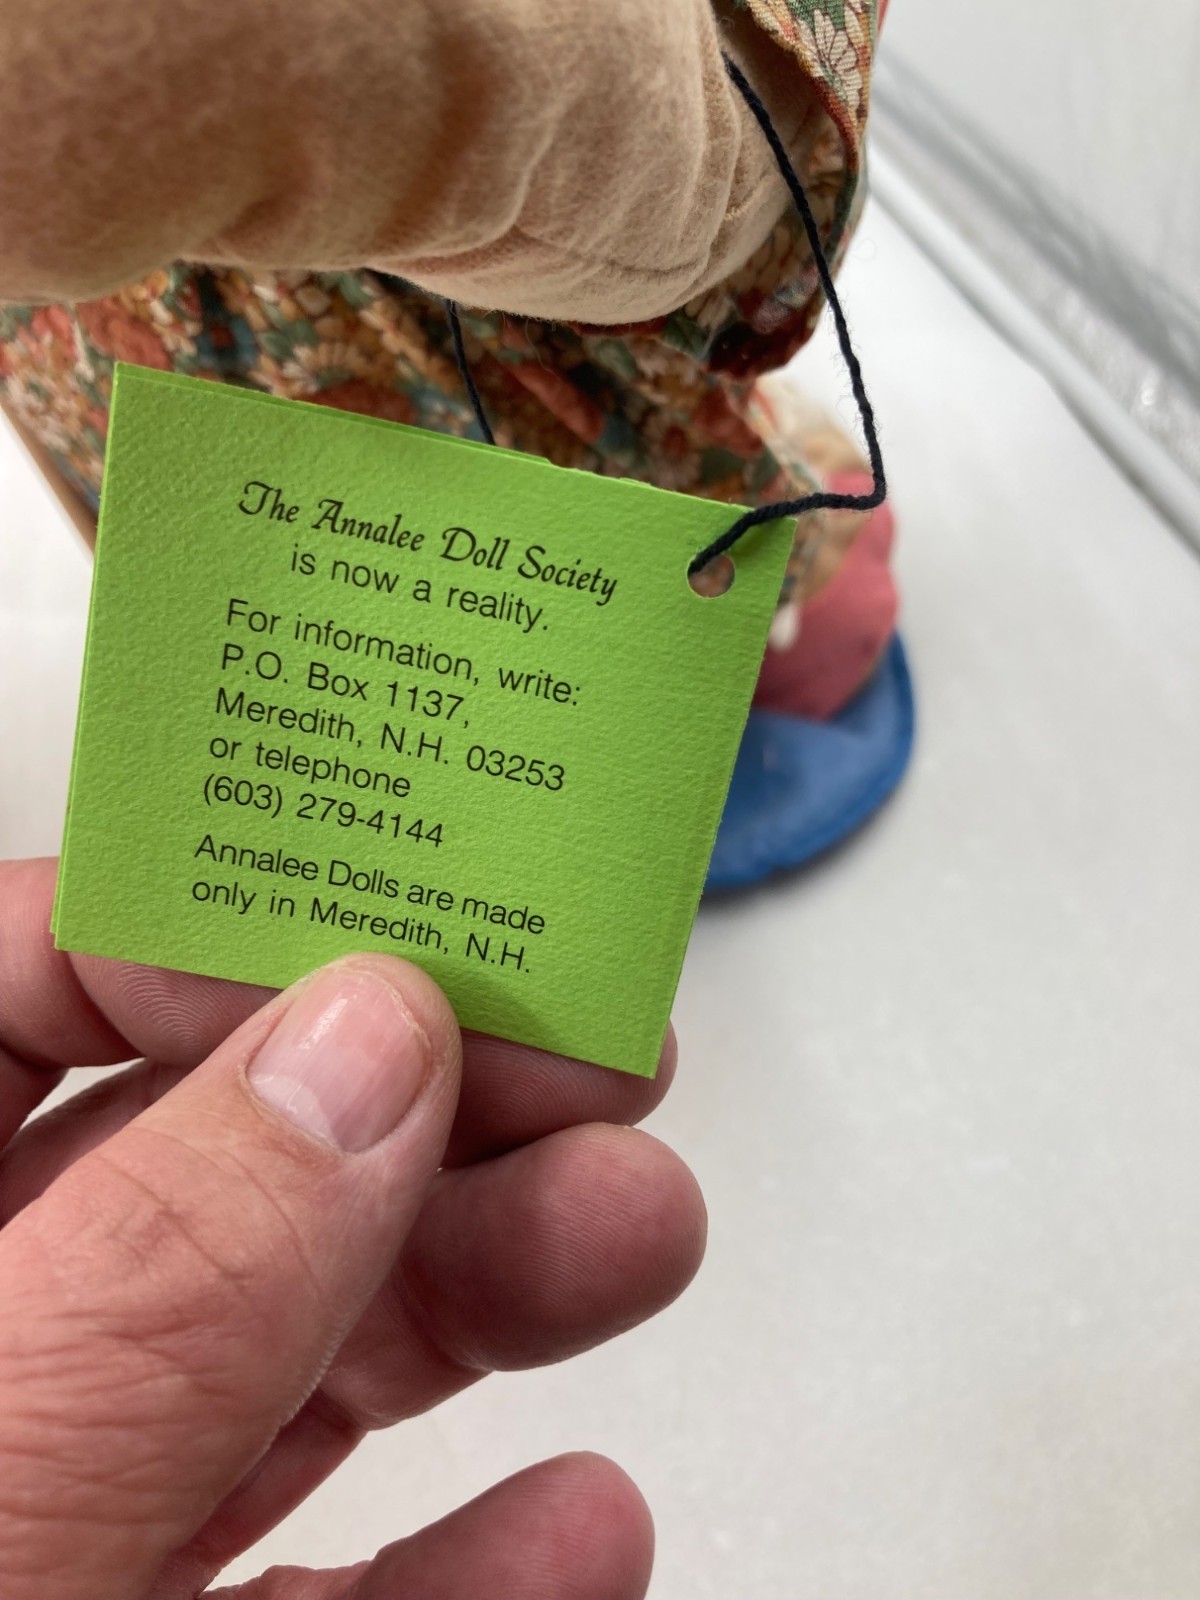 The Annalee Doll Society
is now a reality.
For information, write:
P.O. Box 1137,
Meredith, N.H. 03253
or telephone
(603) 279-4144
Annalee Dolls are made
only in Meredith, N.H.